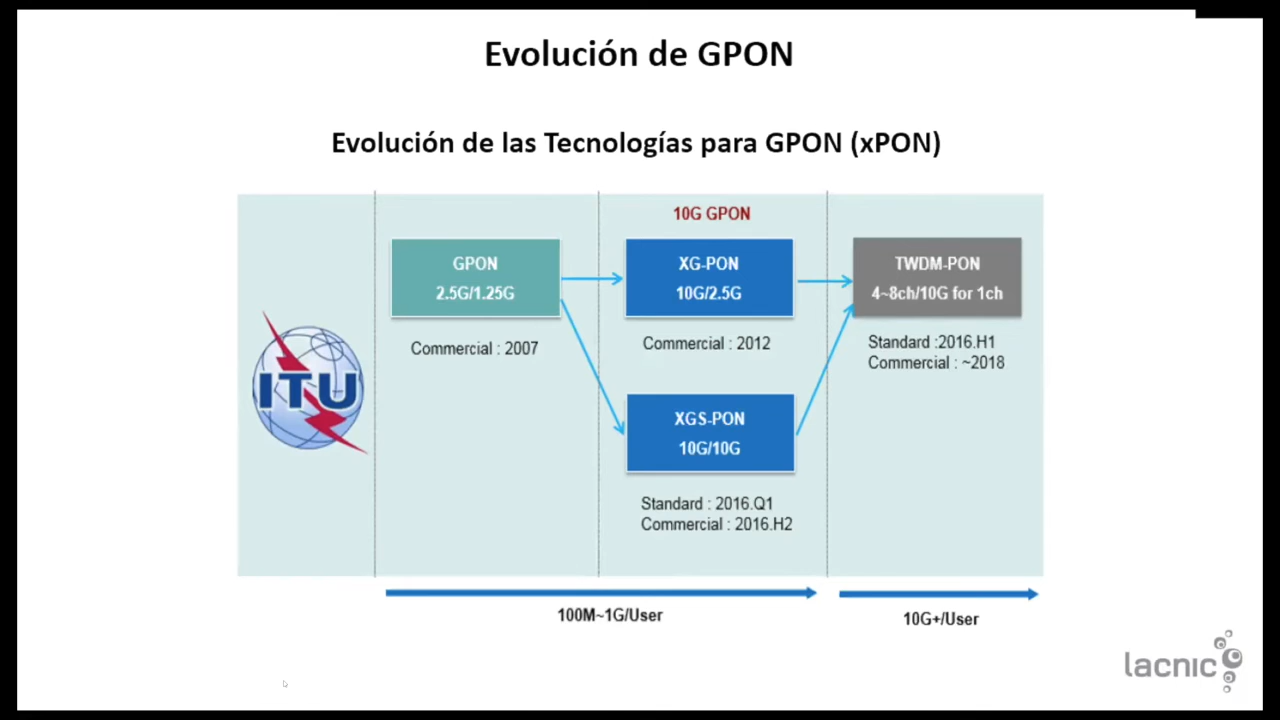 Evolución de GPON
Evolución de las Tecnologías para GPON (xPON)
10G GPON
GPON
2.5G/1.25G
XG-PON
10G/2.5G
TWDM-PON
4~8ch/10G for 1ch
Commercial : 2007
Commercial : 2012
Standard :2016.H1
Commercial : ~2018
ITU
XGS-PON
10G/10G
Standard : 2016.Q1
Commercial : 2016.H2
100M~1G/User
10G+/User
lacnic